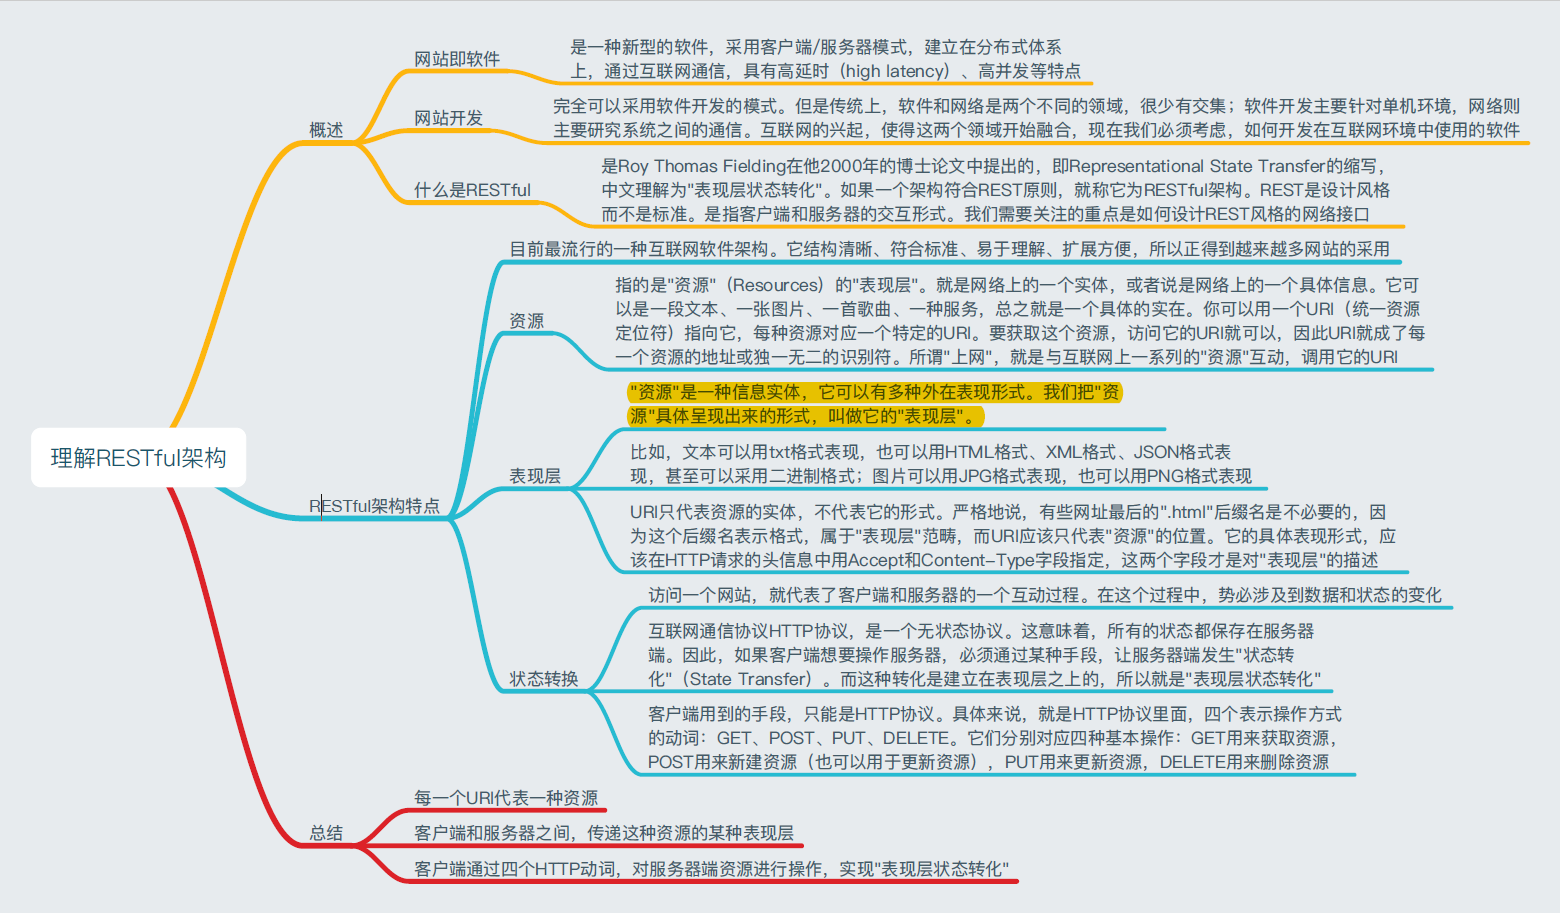 理解RESTful架构
概述
网站即软件
是一种新型的软件，采用客户端/服务器模式，建立在分布式体系
上，通过互联网通信，具有高延时（high latency）、高并发等特点
网站开发
完全可以采用软件开发的模式。但是传统上，软件和网络是两个不同的领域，很少有交集；软件开发主要针对单机环境，网络则
主要研究系统之间的通信。互联网的兴起，使得这两个领域开始融合，现在我们必须考虑，如何开发在互联网环境中使用的软件
什么是RESTful
是Roy Thomas Fielding在他2000年的博士论文中提出的，即Representational State Transfer的缩写，
中文理解为"表现层状态转化"。如果一个架构符合REST原则，就称它为RESTful架构。REST是设计风格
而不是标准。是指客户端和服务器的交互形式。我们需要关注的重点是如何设计REST风格的网络接口
RESTful架构特点
目前最流行的一种互联网软件架构。它结构清晰、符合标准、易于理解、扩展方便，所以正得到越来越多网站的采用
资源
指的是"资源"（Resources）的"表现层"。就是网络上的一个实体，或者说是网络上的一个具体信息。它可
以是一段文本、一张图片、一首歌曲、一种服务，总之就是一个具体的实在。你可以用一个URI（统一资源
定位符）指向它，每种资源对应一个特定的URI。要获取这个资源，访问它的URI就可以，因此URI就成了每
一个资源的地址或独一无二的识别符。所谓"上网"，就是与互联网上一系列的"资源"互动，调用它的URI
表现层
"资源"是一种信息实体，它可以有多种外在表现形式。我们把"资
源"具体呈现出来的形式，叫做它的"表现层"。
比如，文本可以用txt格式表现，也可以用HTML格式、XML格式、JSON格式表
现，甚至可以采用二进制格式；图片可以用JPG格式表现，也可以用PNG格式表现
URI只代表资源的实体，不代表它的形式。严格地说，有些网址最后的".html"后缀名是不必要的，因
为这个后缀名表示格式，属于"表现层"范畴，而URI应该只代表"资源"的位置。它的具体表现形式，应
该在HTTP请求的头信息中用Accept和Content-Type字段指定，这两个字段才是对"表现层"的描述
状态转换
访问一个网站，就代表了客户端和服务器的一个互动过程。在这个过程中，势必涉及到数据和状态的变化
互联网通信协议HTTP协议，是一个无状态协议。这意味着，所有的状态都保存在服务器
端。因此，如果客户端想要操作服务器，必须通过某种手段，让服务器端发生"状态转
化"（State Transfer）。而这种转化是建立在表现层之上的，所以就是"表现层状态转化"
客户端用到的手段，只能是HTTP协议。具体来说，就是HTTP协议里面，四个表示操作方式
的动词：GET、POST、PUT、DELETE。它们分别对应四种基本操作：GET用来获取资源，
POST用来新建资源（也可以用于更新资源），PUT用来更新资源，DELETE用来删除资源
总结
每一个URI代表一种资源
客户端和服务器之间，传递这种资源的某种表现层
客户端通过四个HTTP动词，对服务器端资源进行操作，实现"表现层状态转化"